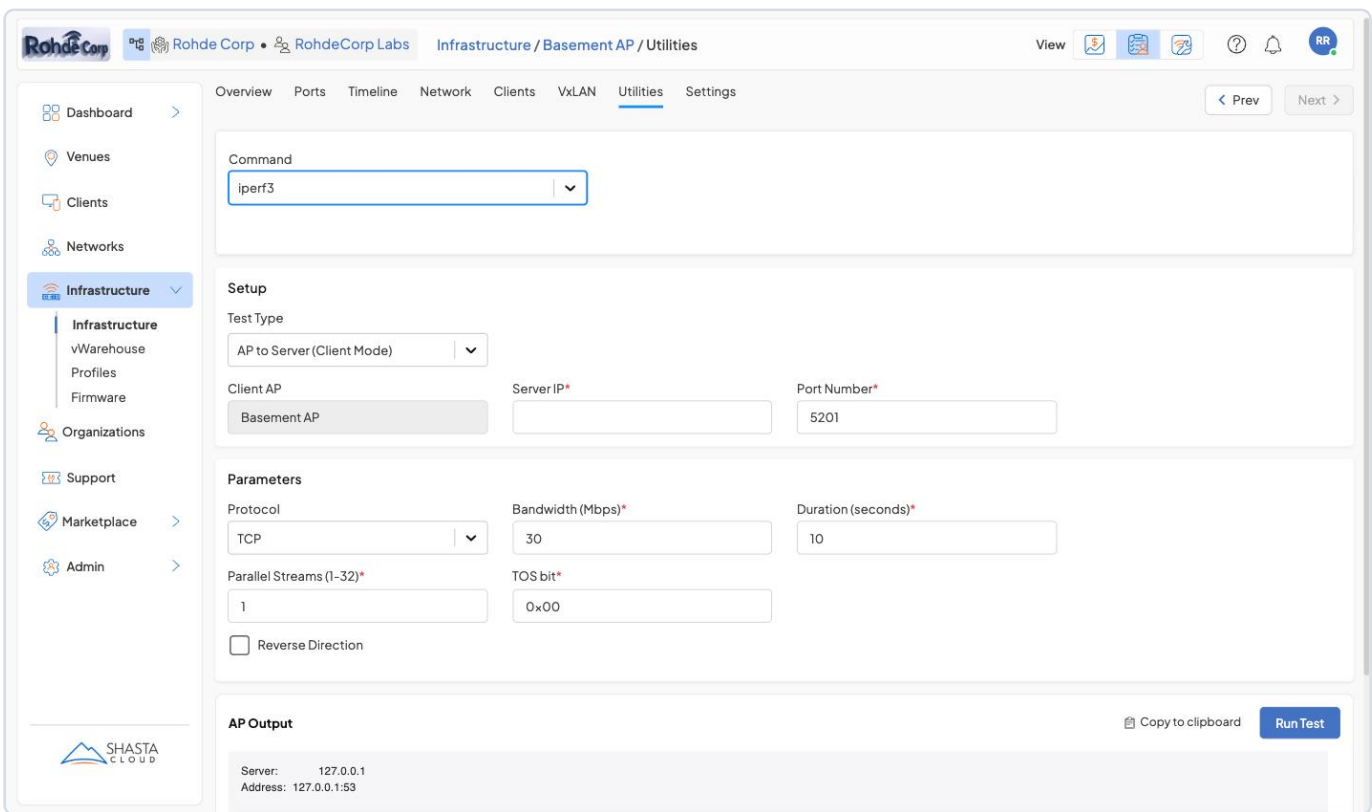 Rohde Corp
Rohde Corp • RohdeCorp Labs
Infrastructure / Basement AP / Utilities
View
RR
Dashboard
Venues
Clients
Networks
Infrastructure
Infrastructure
vWarehouse
Profiles
Firmware
Organizations
Support
Marketplace
Admin
SHASTA
CLOUD
Overview Ports Timeline Network Clients VxLAN Utilities Settings
Prev
Next
Command
iperf3
Setup
Test Type
AP to Server (Client Mode)
Client AP Server IP* Port Number*
Basement AP 5201
Parameters
Protocol Bandwidth (Mbps)* Duration (seconds)*
TCP 30 10
Parallel Streams (1-32)* TOS bit*
1 0x00
Reverse Direction
AP Output Copy to clipboard Run Test
Server: 127.0.0.1
Address: 127.0.0.1:53